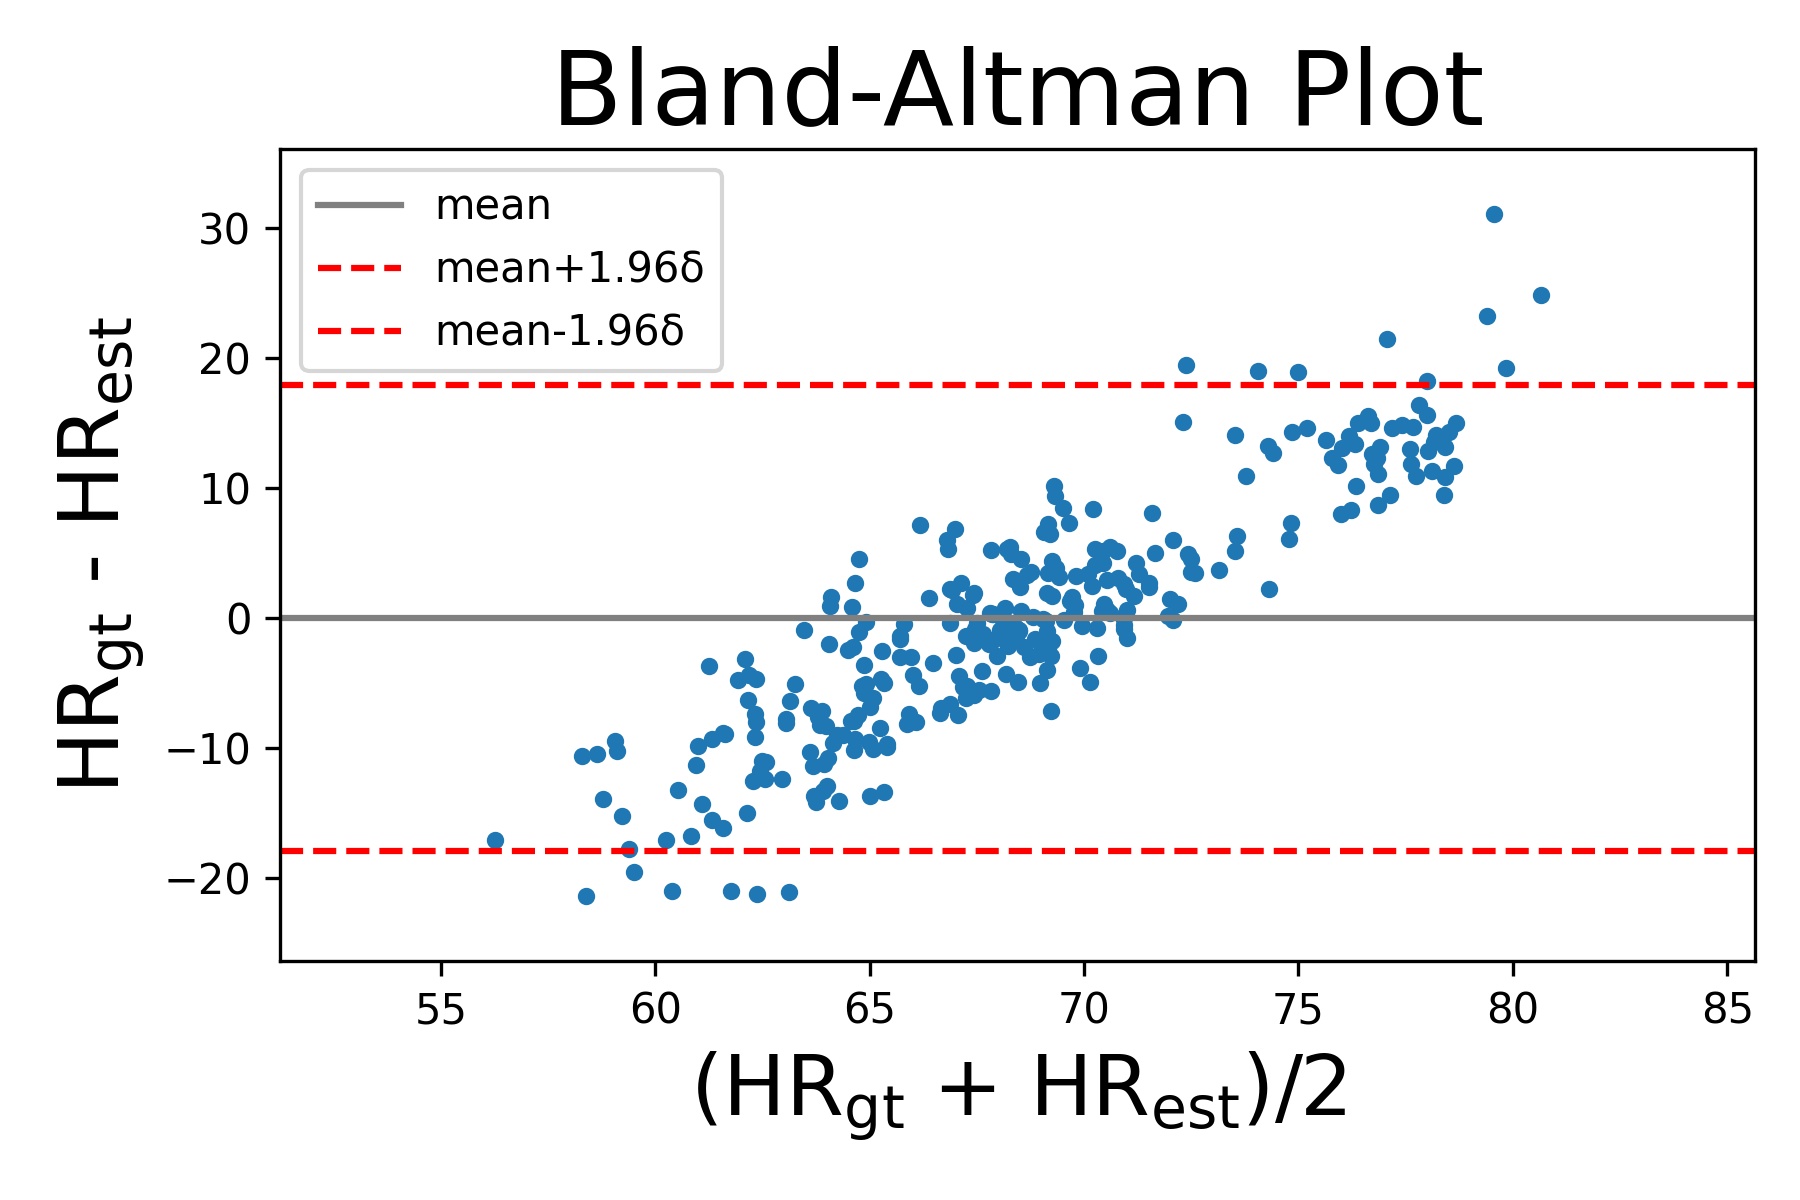 Bland-Altman Plot
mean
mean+1.96δ
mean-1.96δ
HRgt - HRest
30
20
10
0
−10
−20
55 60 65 70 75 80 85
(HRgt + HRest)/2